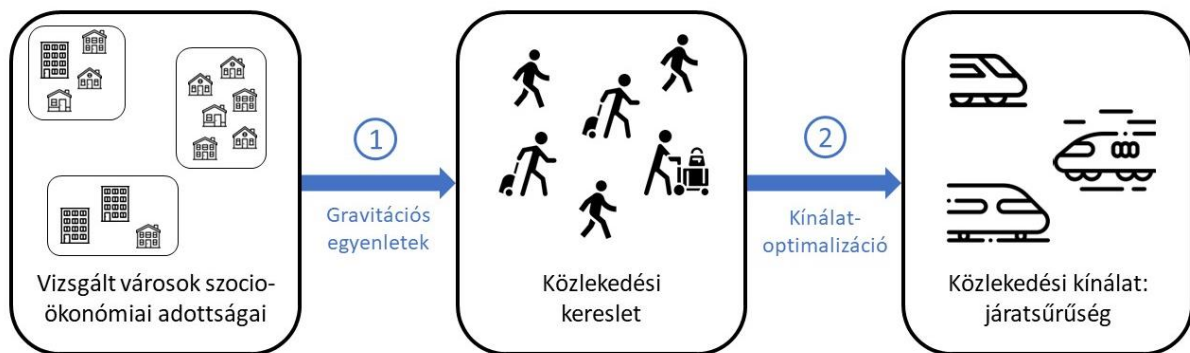 1
2
Gravitációs
egyenletek
Kínálat-
optimalizáció
Vizsgált városok szocio-
ökonómiai adottságai
Közlekedési
kereslet
Közlekedési kínálat:
járatsűrűség